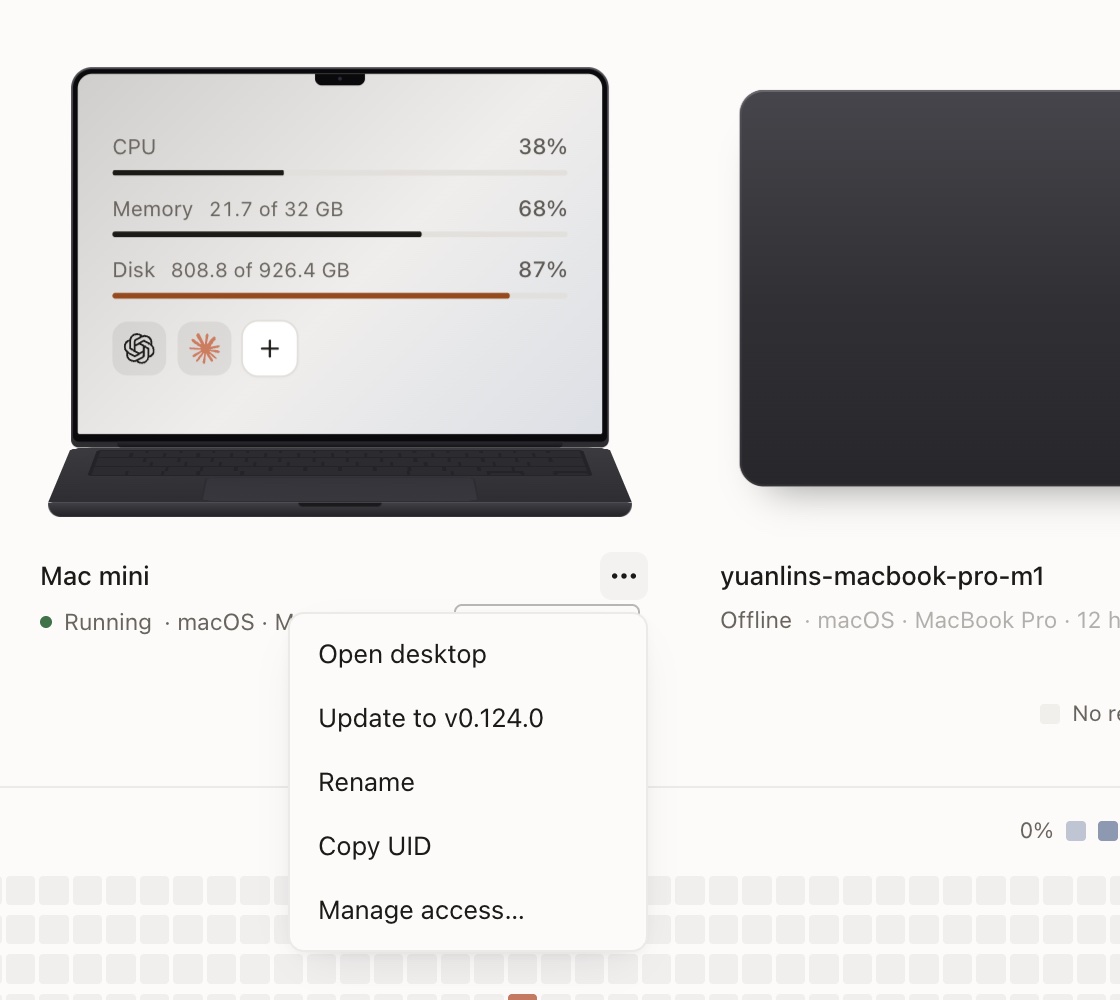 CPU 38%
Memory 21.7 of 32 GB 68%
Disk 808.8 of 926.4 GB 87%
Mac mini
Running · macOS ·
Open desktop
Update to v0.124.0
Rename
Copy UID
Manage access...
yuanlins-macbook-pro-m1
Offline · macOS · MacBook Pro · 12
No
0%